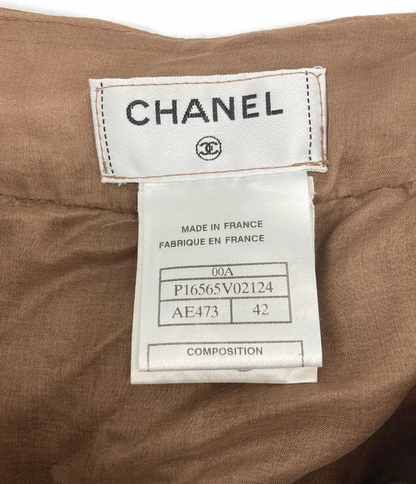 CHANEL
MADE IN FRANCE
FABRIQUE EN FRANCE
00A
P16565V02124
AE473 42
COMPOSITION